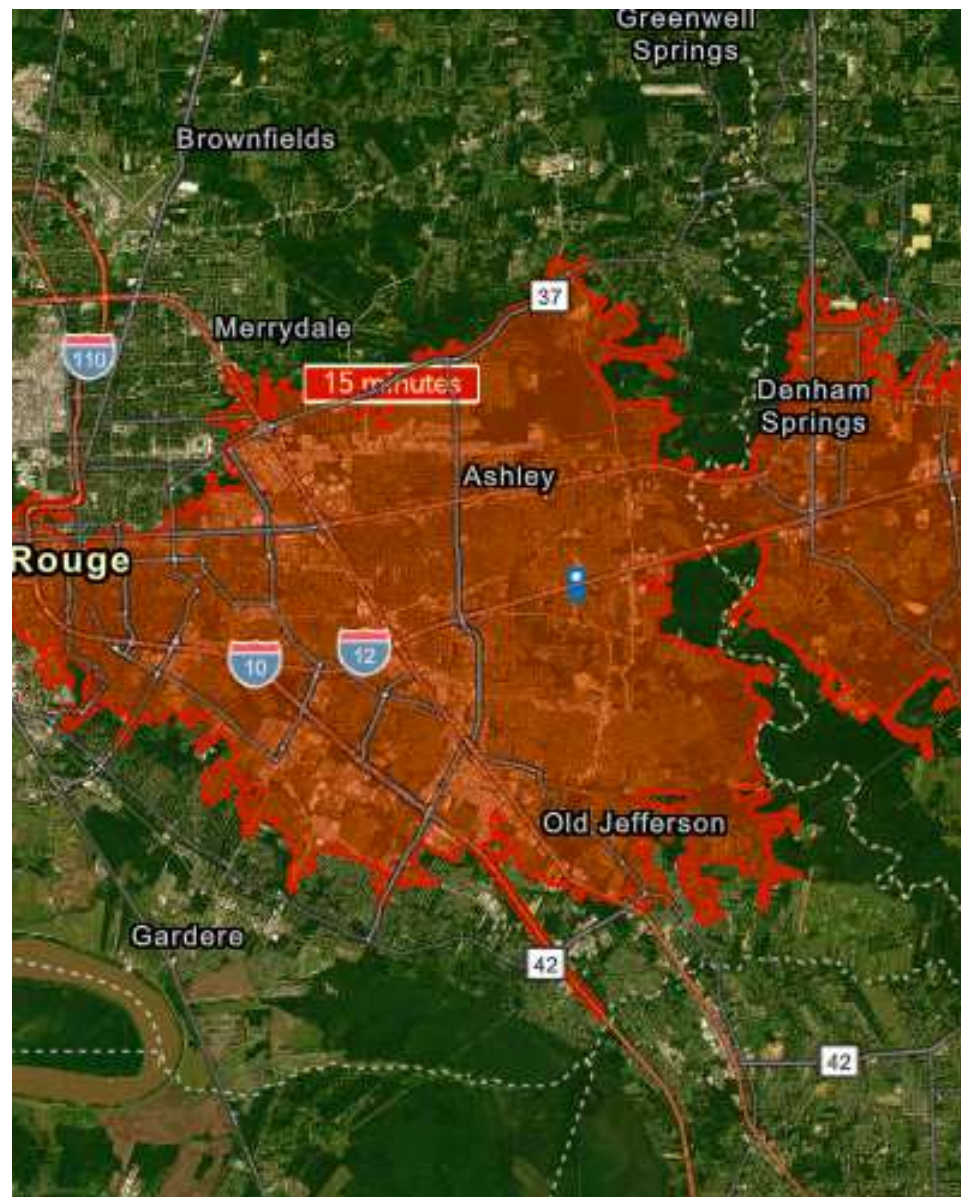 Greenwell
Springs
Brownfields
37
Merrydale
110
15 minutes
Denham
Springs
Ashley
Rouge
10
12
Old Jefferson
Gardere
42
42